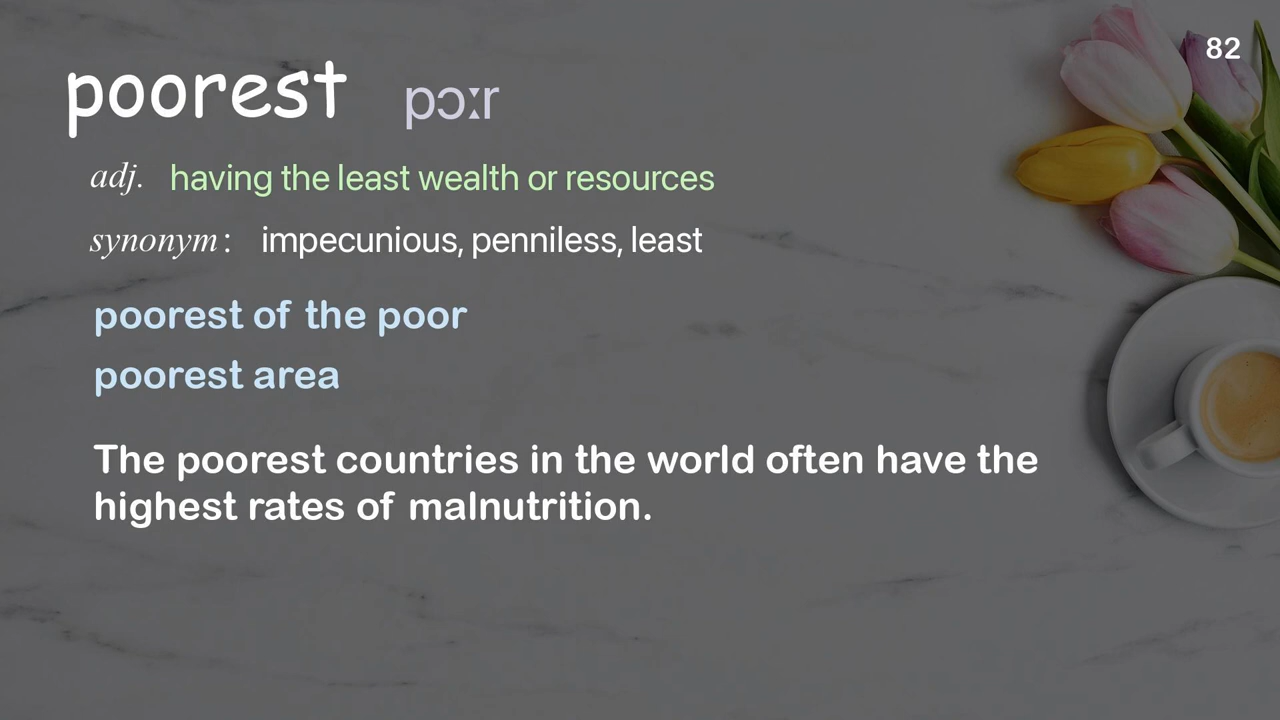 82
poorest pɔːr
adj. having the least wealth or resources
synonym: impecunious, penniless, least
poorest of the poor
poorest area
The poorest countries in the world often have the
highest rates of malnutrition.